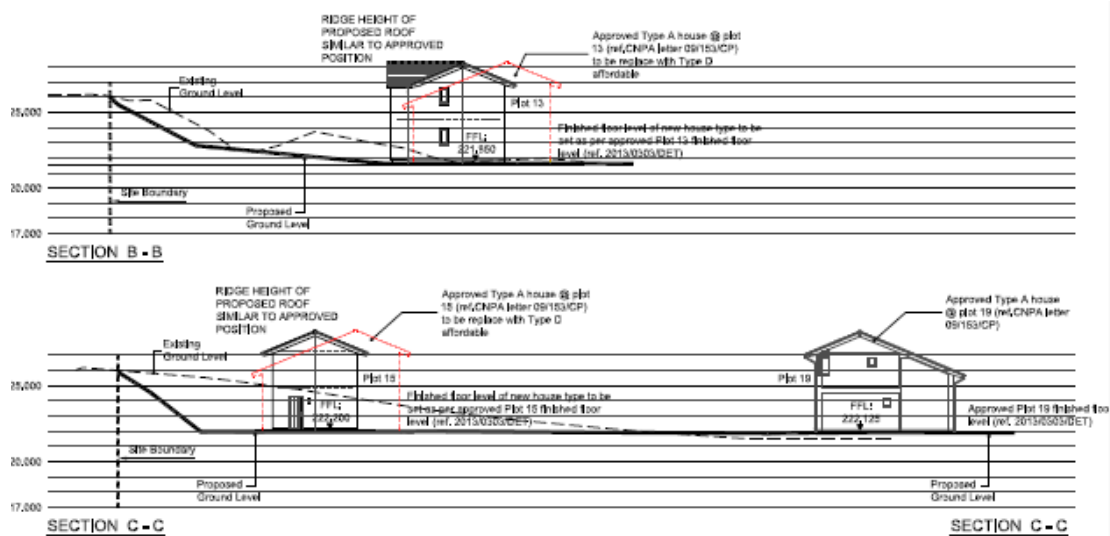 RIDGE HEIGHT OF
PROPOSED ROOF
SIMILAR TO APPROVED
POSITION
Approved Type A house @ plot
13 (ref.CNPA letter 09/153/CP)
to be replace with Type D
affordable
Existing
Ground Level
Plot 13
25,000
FFL:
221,950
Finished floor level of new house type to be
set as per approved Plot 13 finished floor
level (ref. 2013/0303/DET)
20,000
Site Boundary
Proposed
Ground Level
17,000
SECTION B - B
RIDGE HEIGHT OF
PROPOSED ROOF
SIMILAR TO APPROVED
POSITION
Approved Type A house @ plot
15 (ref.CNPA letter 09/153/CP)
to be replace with Type D
affordable
Approved Type A house
@ plot 19 (ref.CNPA letter
09/153/CP)
Existing
Ground Level
Plot 15
Plot 19
25,000
FFL:
222,200
Finished floor level of new house type to be
set as per approved Plot 15 finished floor
level (ref. 2013/0303/DET)
FFL:
222,125
Approved Plot 19 finished floor
level (ref. 2013/0303/DET)
20,000
Site Boundary
Proposed
Ground Level
Proposed
Ground Level
17,000
SECTION C - C
SECTION C - C